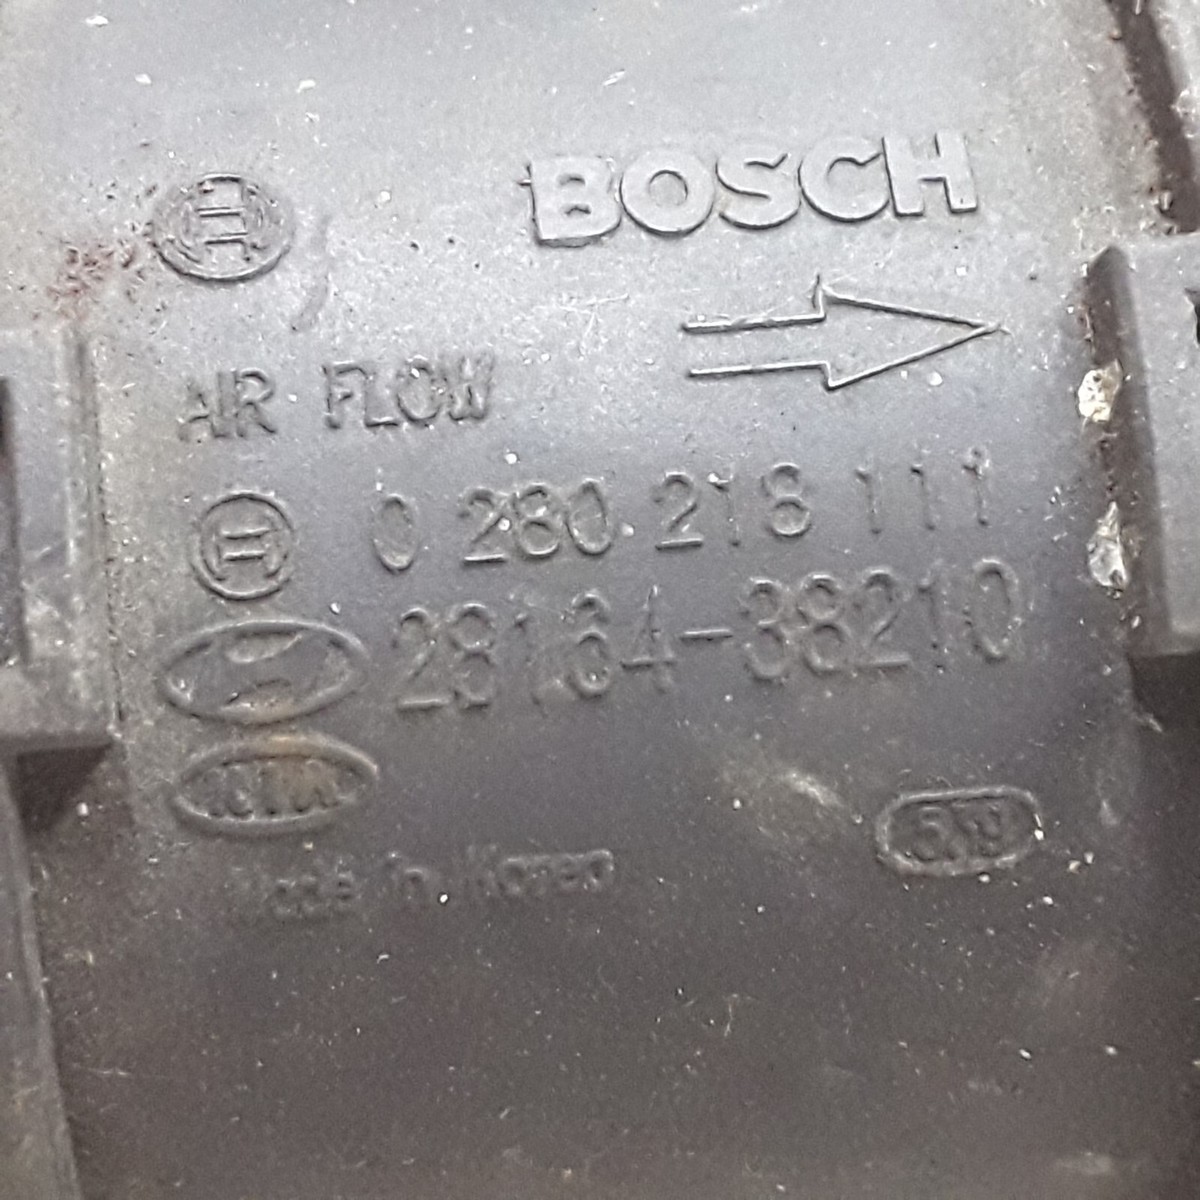 BOSCH
AIR FLOW
0 280 218 111
28164-38210
Made in Korea